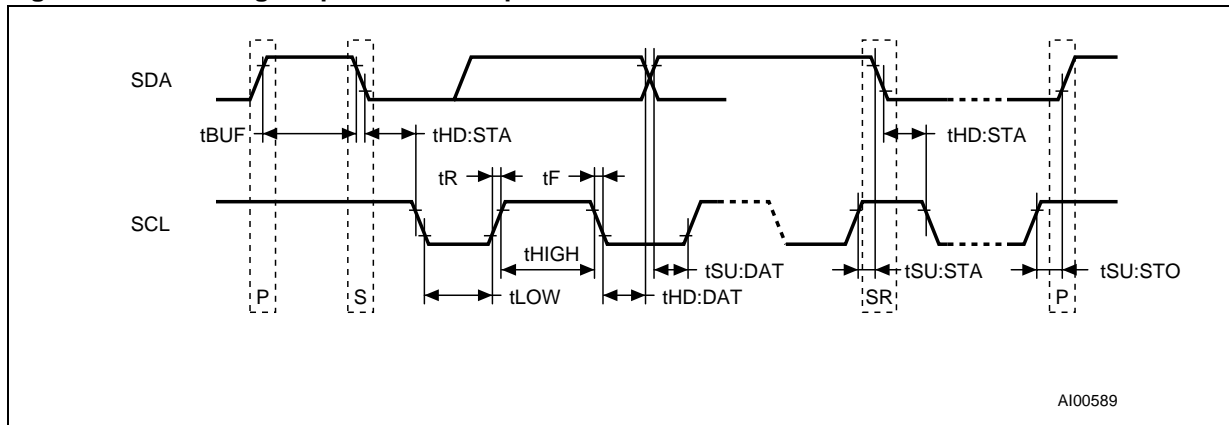 SDA
tBUF tHD:STA tHD:STA
tR tF
SCL
tHIGH tSU:DAT tSU:STA tSU:STO
P S tLOW tHD:DAT SR P
AI00589